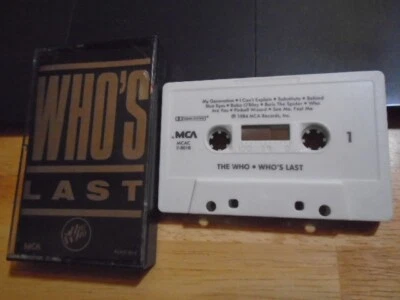 WHO'S
LAST
MCA
My Generation • I Can't Explain • Substitute • Behind
Blue Eyes • Baba O'Riley • Boris The Spider • Who
Are You • Pinball Wizard • See Me, Feel Me
℗ 1984 MCA Records, Inc.
MCA
MCAC
1
THE WHO • WHO'S LAST